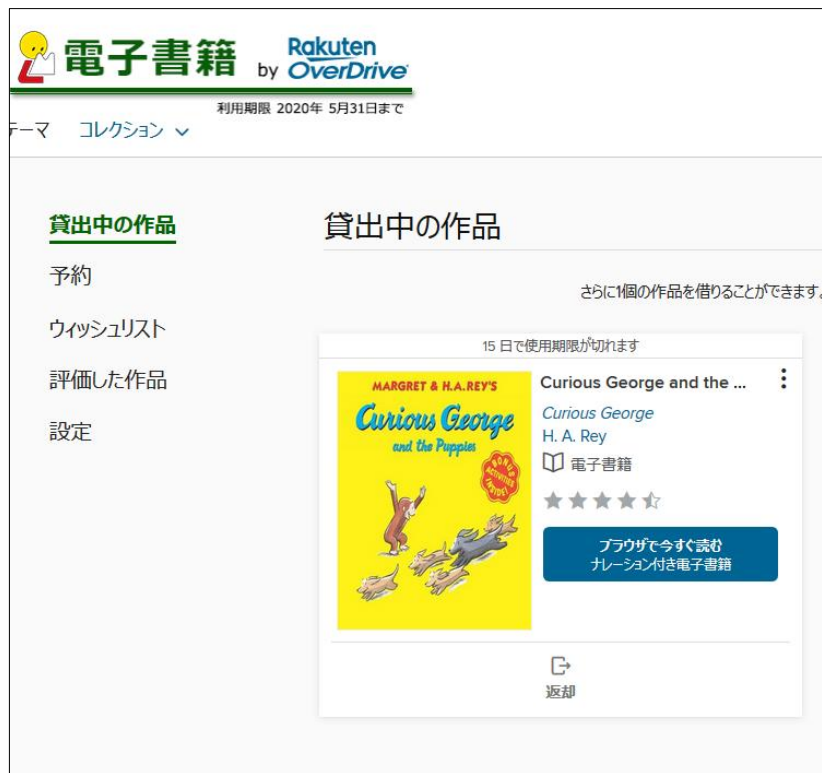 電子書籍 by Rakuten OverDrive
利用期限 2020年 5月31日まで
テーマ コレクション
貸出中の作品
予約
ウィッシュリスト
評価した作品
設定
貸出中の作品
さらに1個の作品を借りることができます。
15 日で使用期限が切れます
MARGRET & H.A.REY'S
Curious George
and the Puppies
BONUS
ACTIVITIES
INSIDE!
Curious George and the ...
Curious George
H. A. Rey
電子書籍
ブラウザで今すぐ読む
ナレーション付き電子書籍
返却